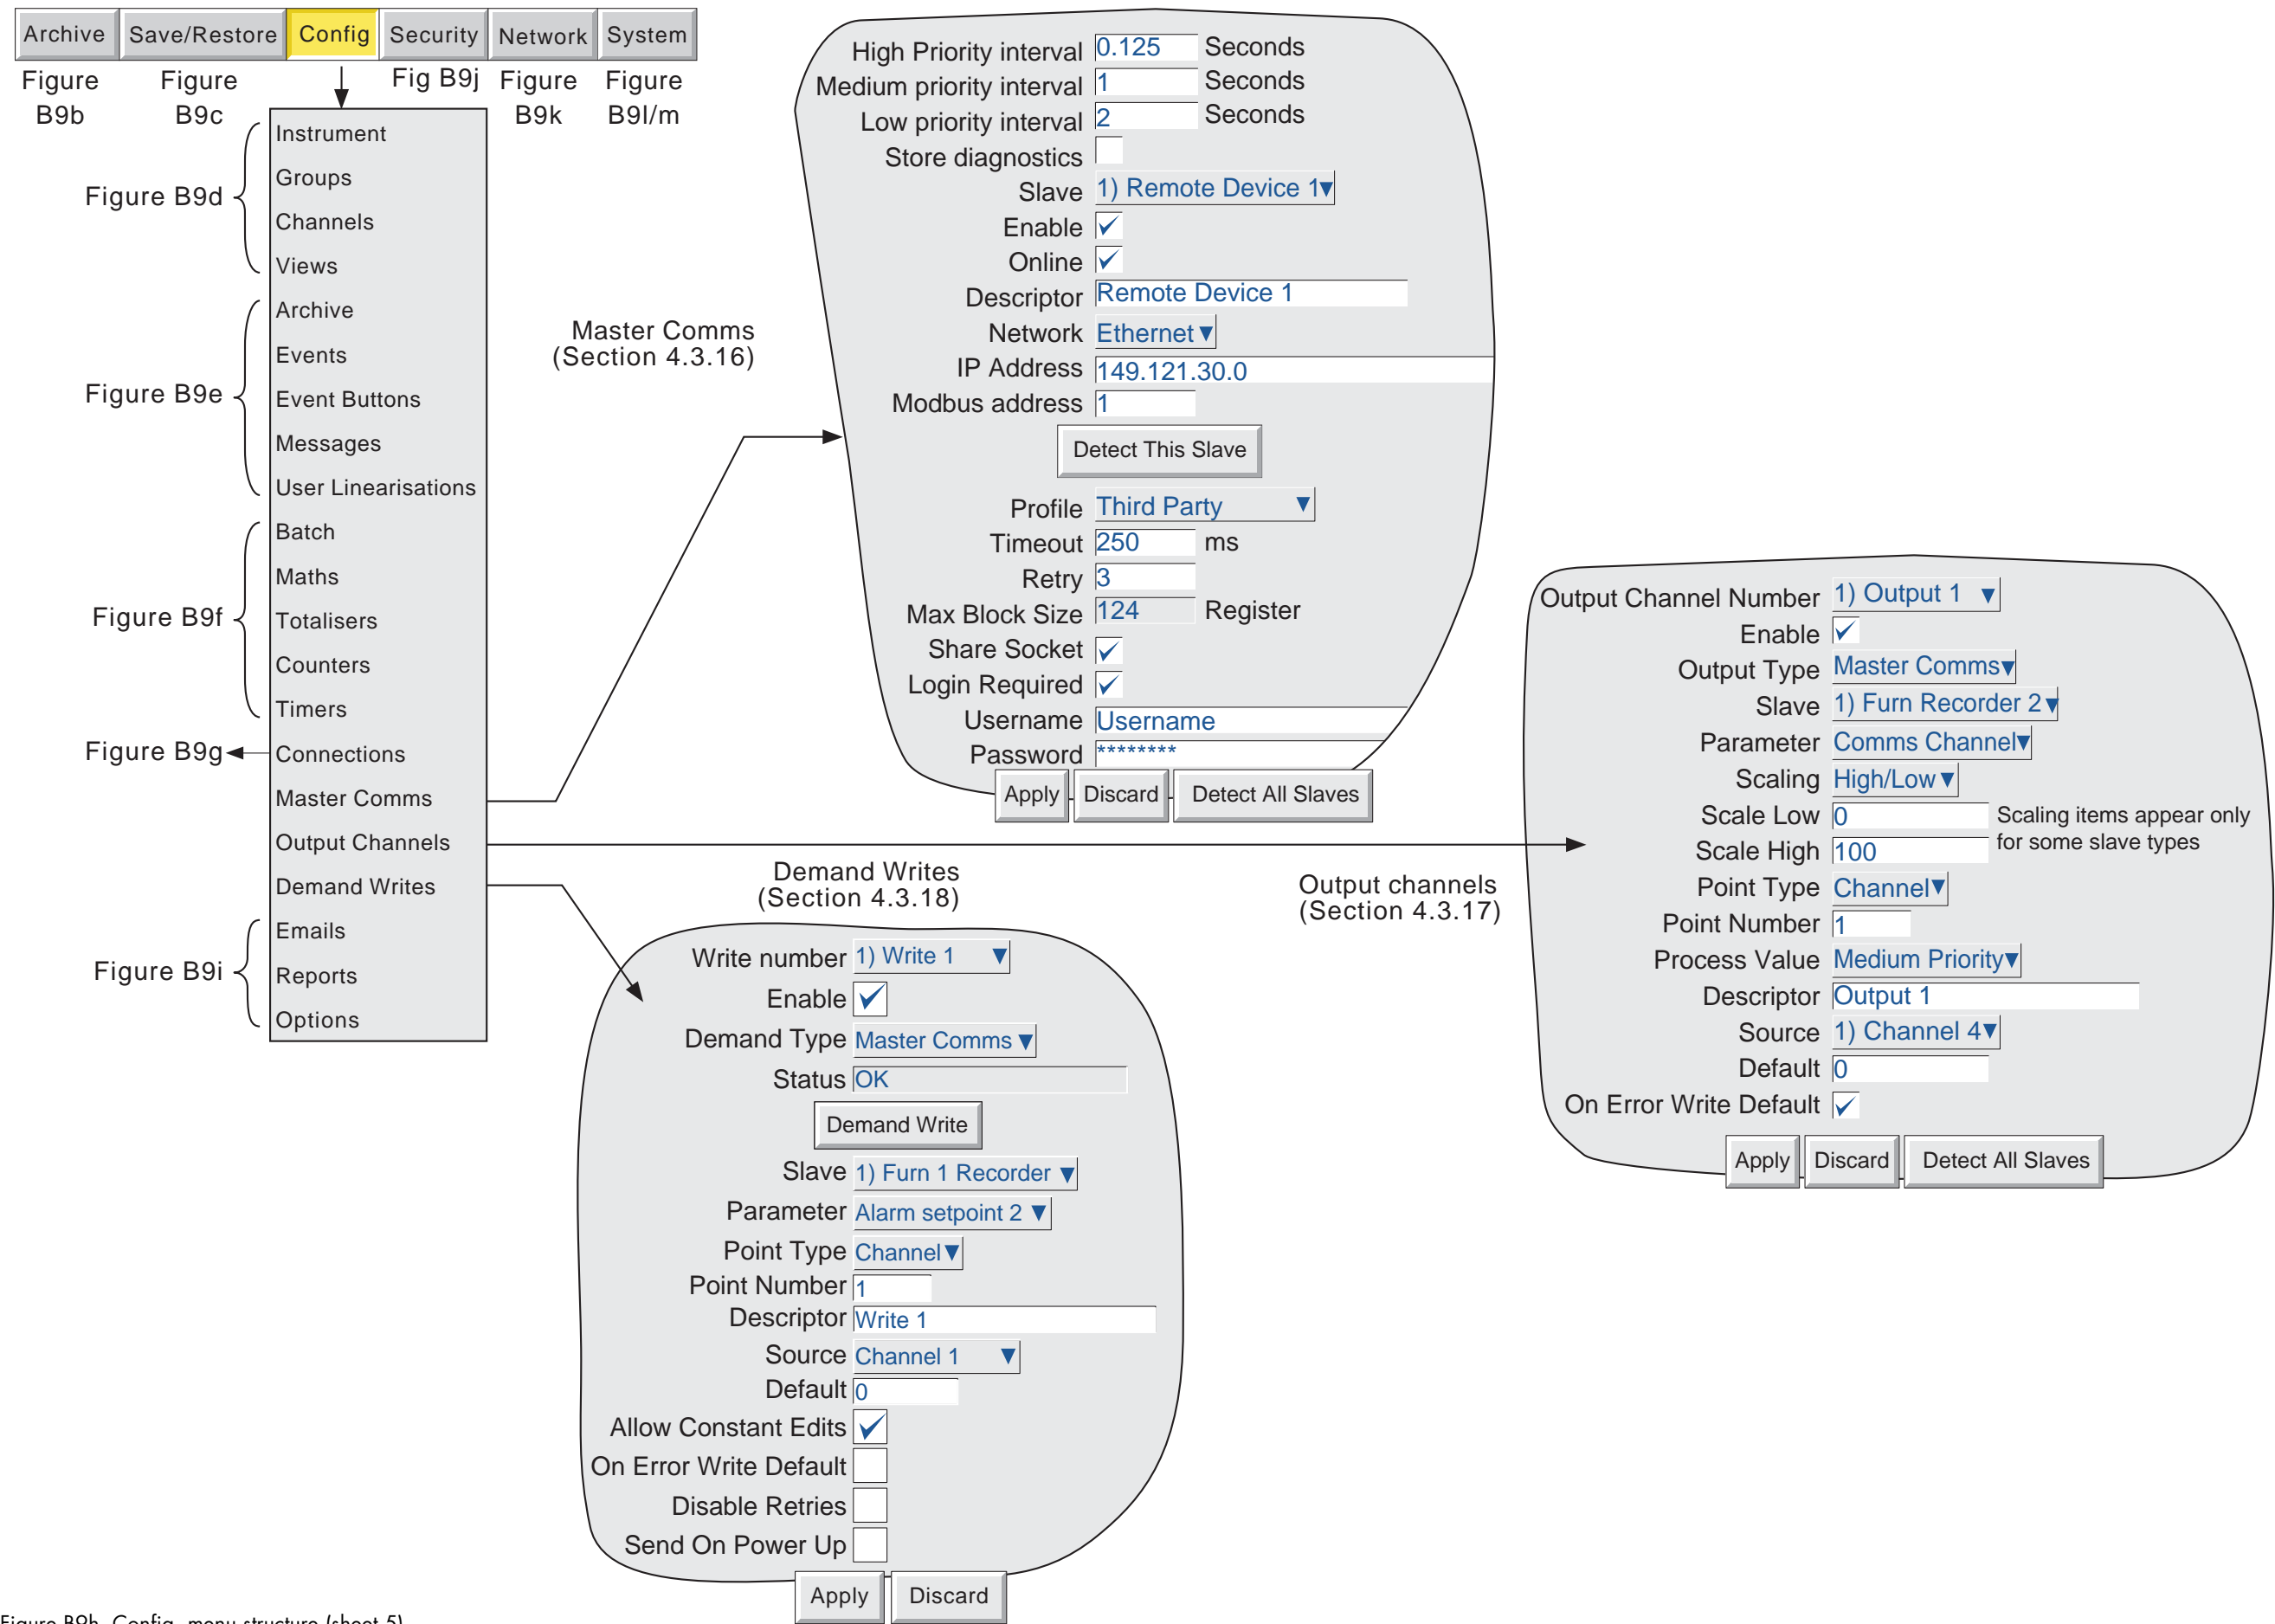 Archive Save/Restore Config Security Network System
Figure B9b
Figure B9c
Fig B9j
Figure B9k
Figure B9l/m
Instrument
Groups
Channels
Views
Archive
Events
Event Buttons
Messages
User Linearisations
Batch
Maths
Totalisers
Counters
Timers
Connections
Master Comms
Output Channels
Demand Writes
Emails
Reports
Options
Figure B9d
Figure B9e
Figure B9f
Figure B9g
Figure B9i
Master Comms
(Section 4.3.16)
High Priority interval 0.125 Seconds
Medium priority interval 1 Seconds
Low priority interval 2 Seconds
Store diagnostics
Slave 1) Remote Device 1
Enable
Online
Descriptor Remote Device 1
Network Ethernet
IP Address 149.121.30.0
Modbus address 1
Detect This Slave
Profile Third Party
Timeout 250 ms
Retry 3
Max Block Size 124 Register
Share Socket
Login Required
Username Username
Password ********
Apply Discard Detect All Slaves
Demand Writes
(Section 4.3.18)
Write number 1) Write 1
Enable
Demand Type Master Comms
Status OK
Demand Write
Slave 1) Furn 1 Recorder
Parameter Alarm setpoint 2
Point Type Channel
Point Number 1
Descriptor Write 1
Source Channel 1
Default 0
Allow Constant Edits
On Error Write Default
Disable Retries
Send On Power Up
Apply Discard
Output channels
(Section 4.3.17)
Output Channel Number 1) Output 1
Enable
Output Type Master Comms
Slave 1) Furn Recorder 2
Parameter Comms Channel
Scaling High/Low
Scale Low 0
Scale High 100
Scaling items appear only
for some slave types
Point Type Channel
Point Number 1
Process Value Medium Priority
Descriptor Output 1
Source 1) Channel 4
Default 0
On Error Write Default
Apply Discard Detect All Slaves
Figure B9h Config menu structure (sheet 5)